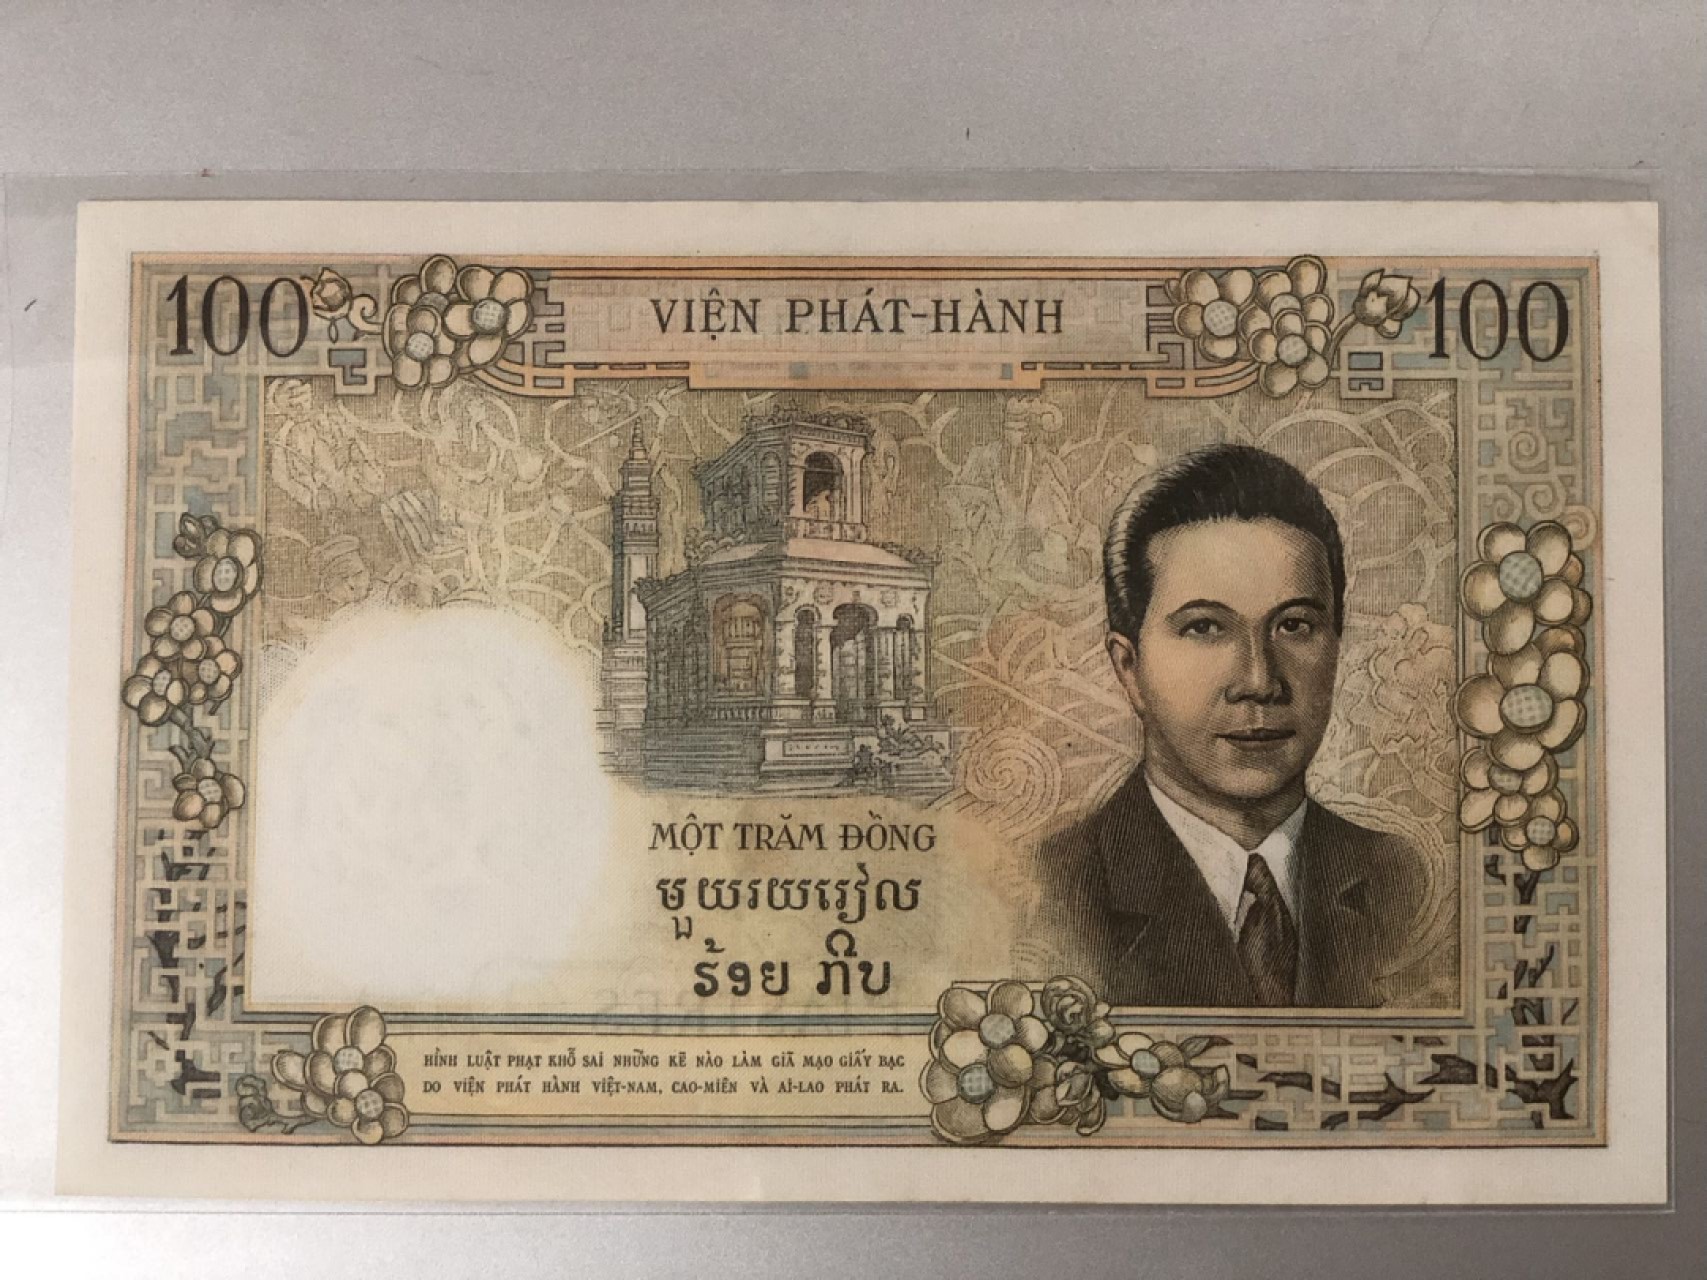 100 VIỆN PHÁT-HÀNH 100
MỘT TRĂM ĐỒNG
មួយរយរៀល
ຮ້ອຍ ກີບ
HÌNH LUẬT PHẠT KHỔ SAI NHỮNG KẺ NÀO LÀM GIẢ MẠO GIẤY BẠC
DO VIỆN PHÁT HÀNH VIỆT-NAM, CAO-MIÊN VÀ AI-LAO PHÁT RA.